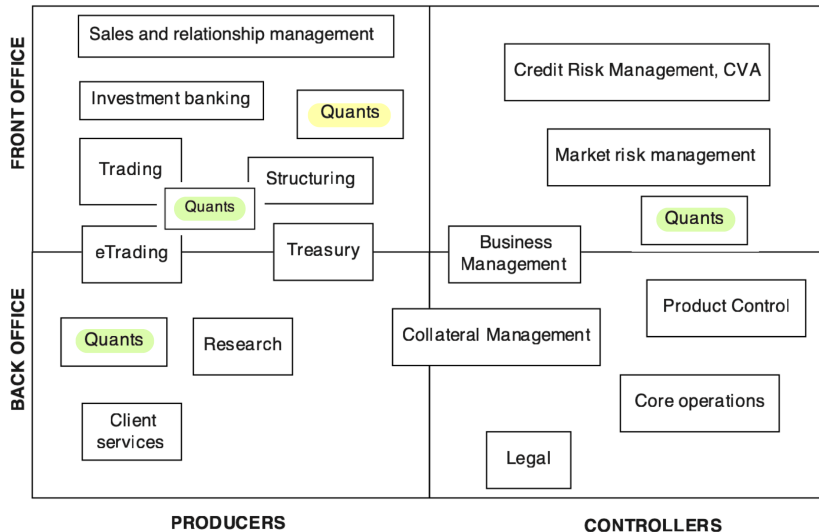 FRONT OFFICE
Sales and relationship management
Investment banking
Quants
Trading
Structuring
Quants
eTrading
Treasury
Credit Risk Management, CVA
Market risk management
Quants
Business
Management
BACK OFFICE
Quants
Research
Client
services
Collateral Management
Product Control
Core operations
Legal
PRODUCERS
CONTROLLERS